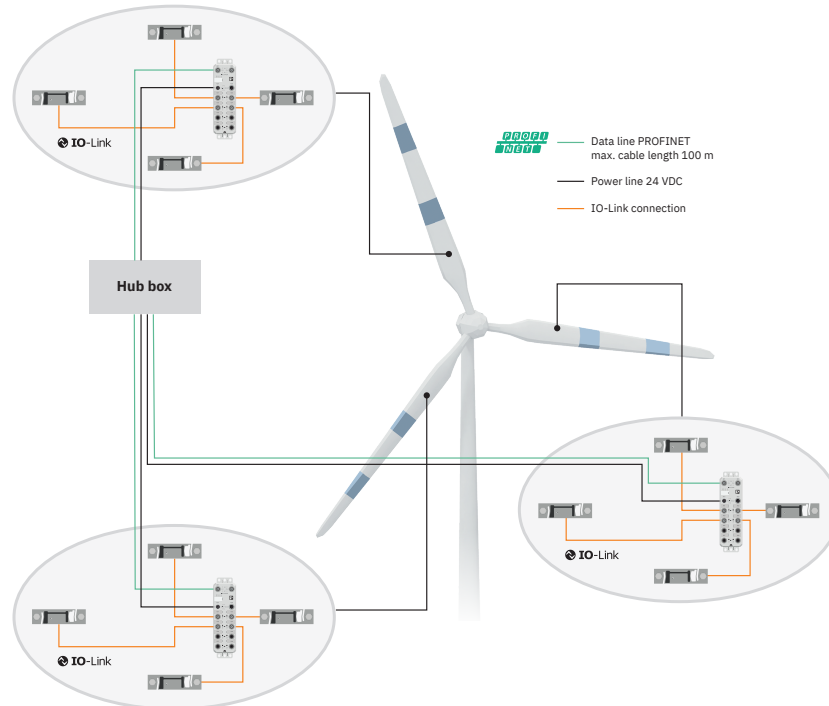 IO-Link
PROFI
NET
Data line PROFINET
max. cable length 100 m
Power line 24 VDC
IO-Link connection
Hub box
IO-Link
IO-Link